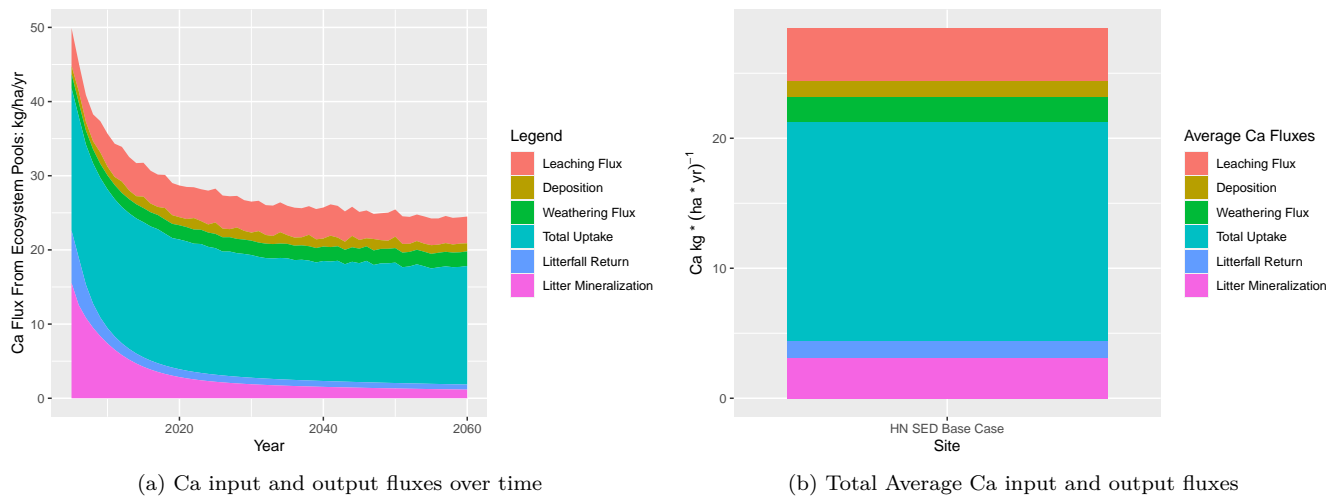 Ca Flux From Ecosystem Pools: kg/ha/yr
50
40
30
20
10
0
2020
2040
2060
Year
Legend
Leaching Flux
Deposition
Weathering Flux
Total Uptake
Litterfall Return
Litter Mineralization
(a) Ca input and output fluxes over time
Ca kg * (ha * yr)⁻¹
20
10
0
HN SED Base Case
Site
Average Ca Fluxes
Leaching Flux
Deposition
Weathering Flux
Total Uptake
Litterfall Return
Litter Mineralization
(b) Total Average Ca input and output fluxes